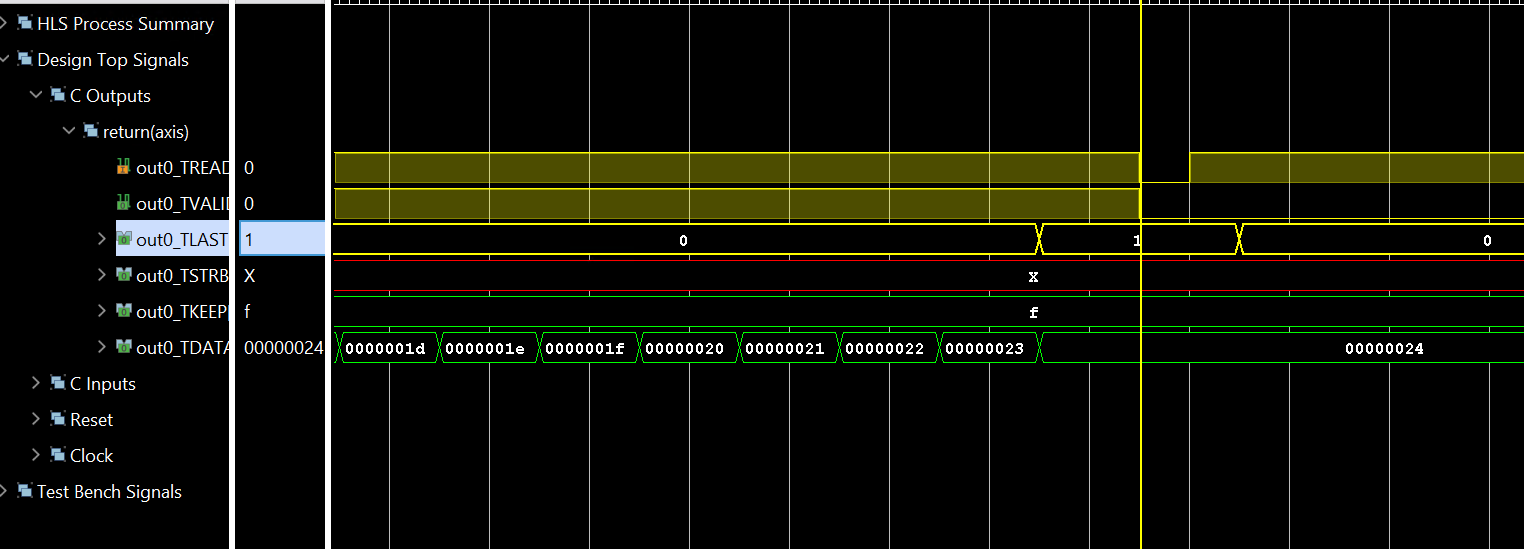 HLS Process Summary
Design Top Signals
C Outputs
return(axis)
out0_TREAD 0
out0_TVALID 0
out0_TLAST 1 0 1 0
out0_TSTRB X x
out0_TKEEP f f
out0_TDATA 00000024 0000001d 0000001e 0000001f 00000020 00000021 00000022 00000023 00000024
C Inputs
Reset
Clock
Test Bench Signals